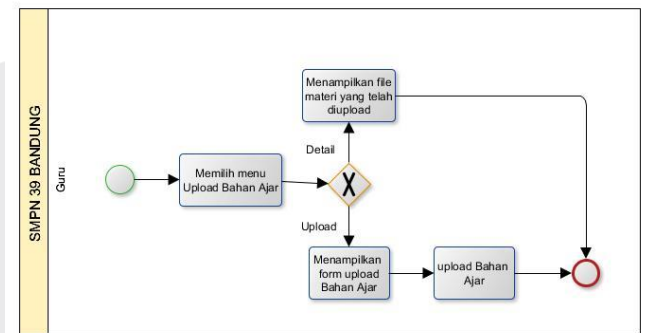 SMPN 39 BANDUNG
Guru
Memilih menu
Upload Bahan Ajar
Detail
Menampilkan file
materi yang telah
diupload
Upload
Menampilkan
form upload
Bahan Ajar
upload Bahan
Ajar